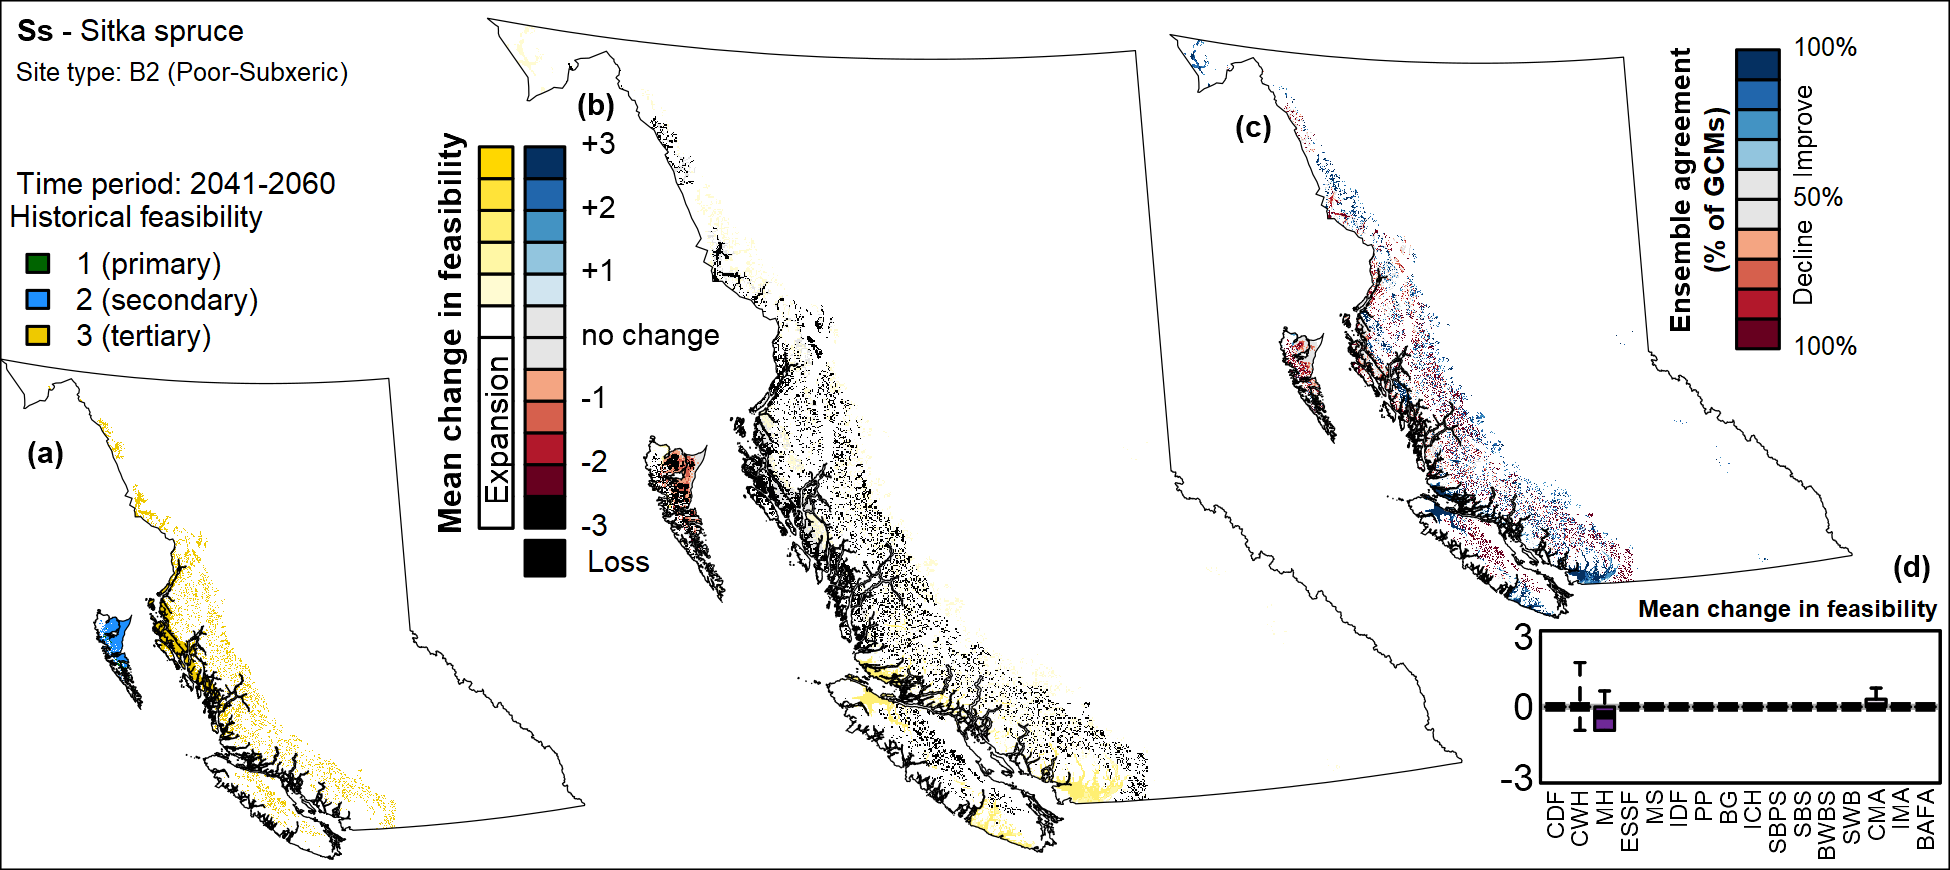 Ss - Sitka spruce
Site type: B2 (Poor-Subxeric)
Time period: 2041-2060
Historical feasibility
1 (primary)
2 (secondary)
3 (tertiary)
(a)
(b)
Mean change in feasibility
Expansion
+3
+2
+1
no change
-1
-2
-3
Loss
(c)
Ensemble agreement
(% of GCMs)
100%
Improve
50%
Decline
100%
(d)
Mean change in feasibility
3
0
-3
CDF
CWH
MH
ESSF
MS
IDF
PP
BG
ICH
SBPS
SBS
BWBS
SWB
CMA
IMA
BAFA